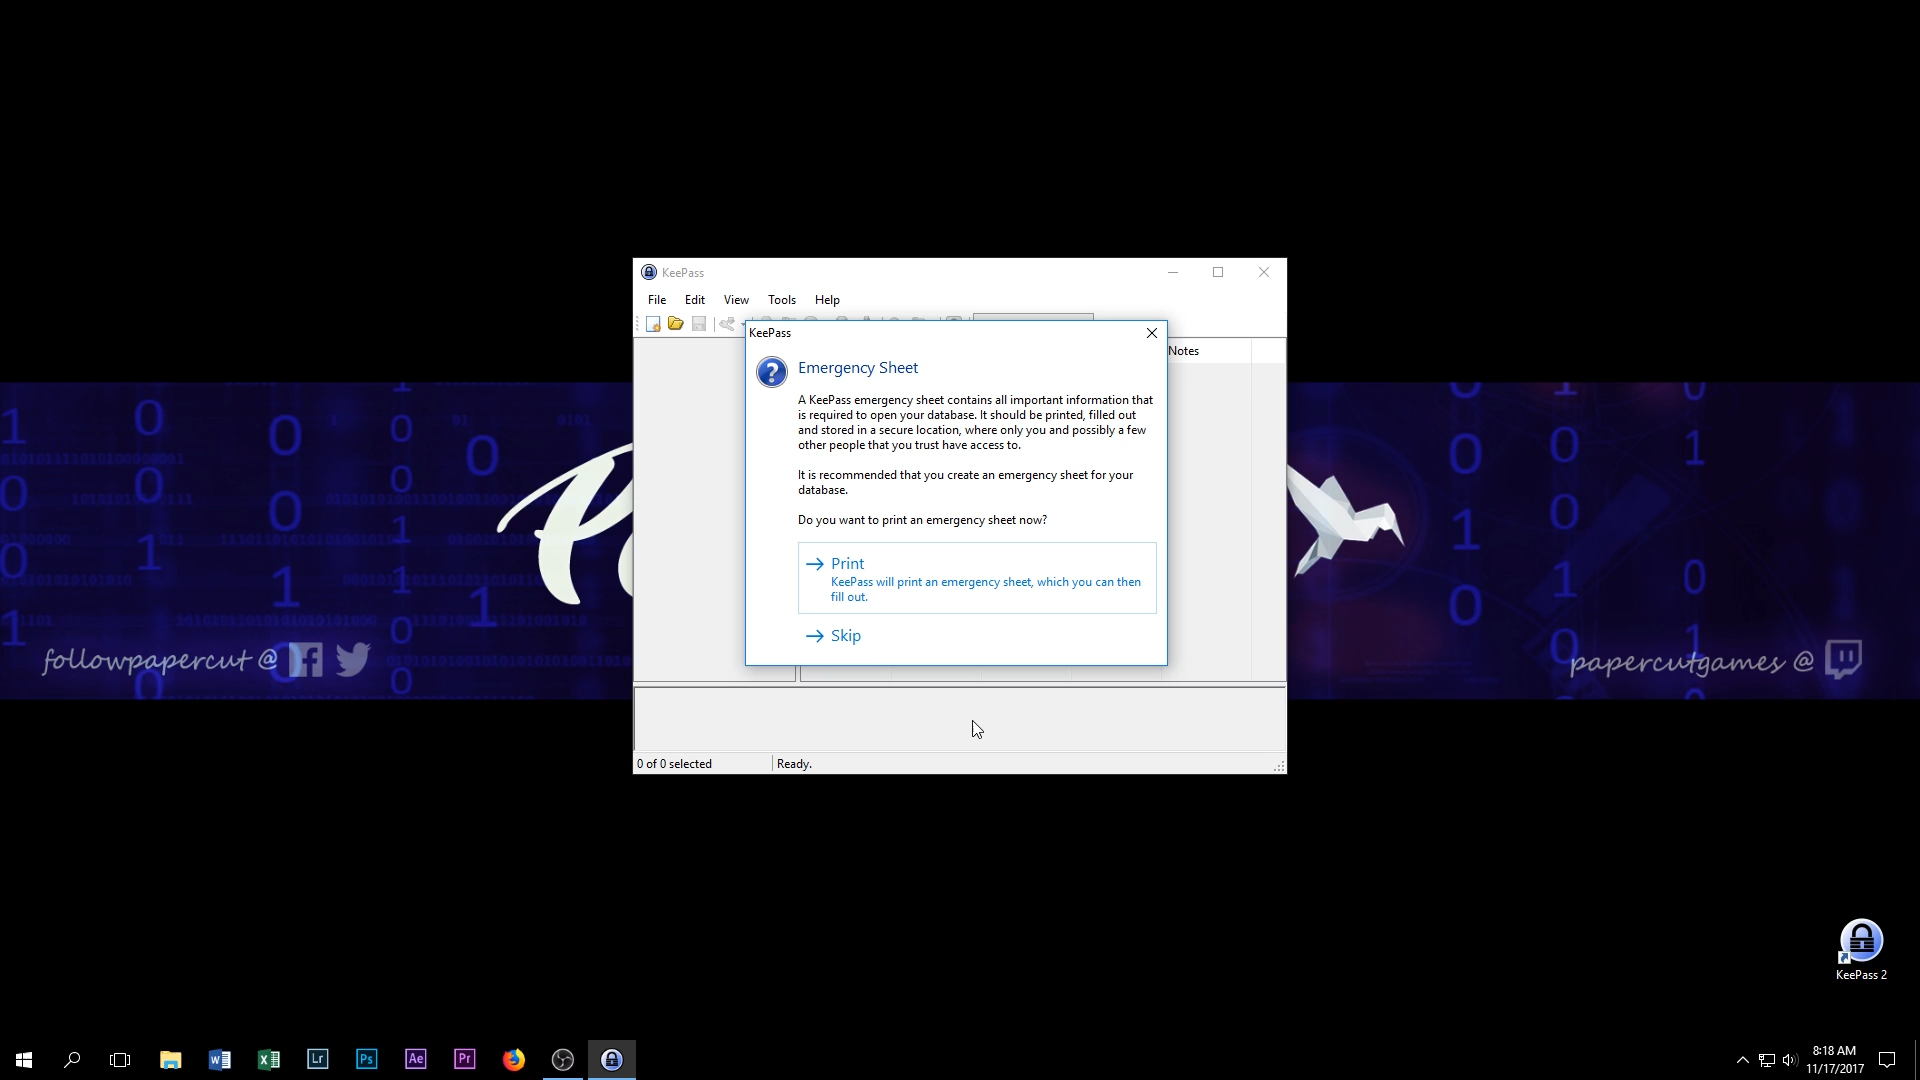 KeePass
File Edit View Tools Help
KeePass
Notes
Emergency Sheet
A KeePass emergency sheet contains all important information that
is required to open your database. It should be printed, filled out
and stored in a secure location, where only you and possibly a few
other people that you trust have access to.
It is recommended that you create an emergency sheet for your
database.
Do you want to print an emergency sheet now?
Print
KeePass will print an emergency sheet, which you can then
fill out.
Skip
followpapercut @
papercutgames @
0 of 0 selected
Ready.
KeePass 2
Lr Ps Ae Pr
8:18 AM
11/17/2017